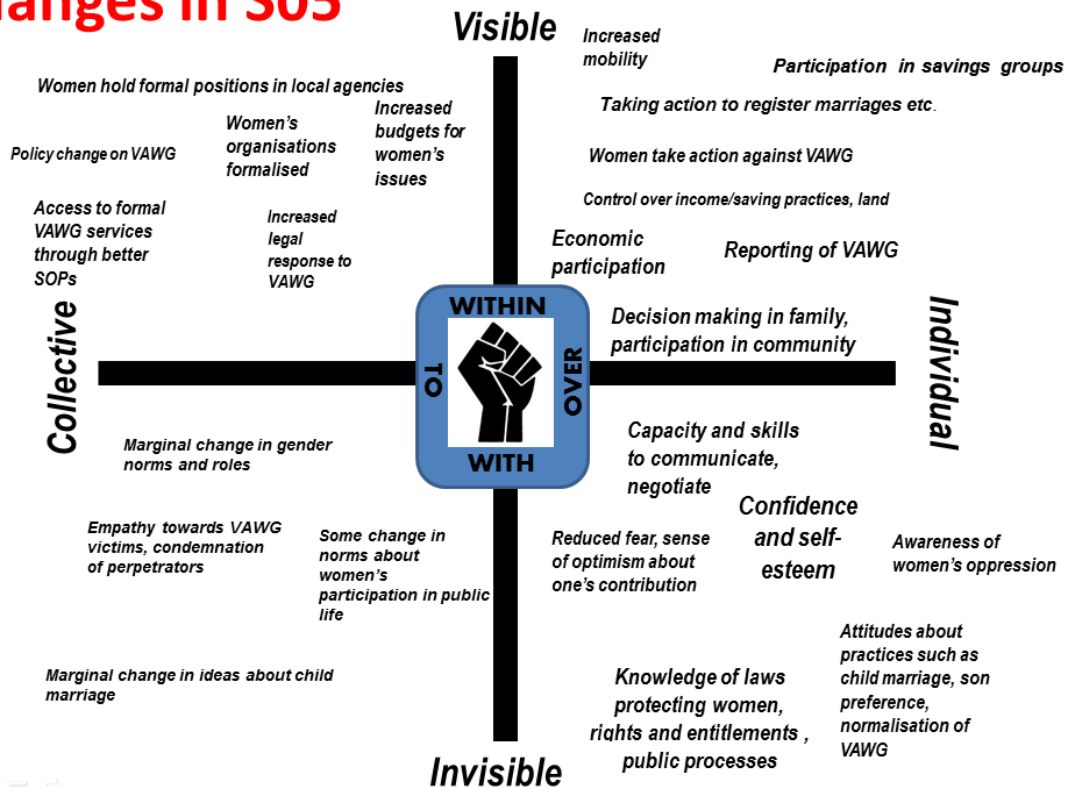 anges in S05
Visible
Women hold formal positions in local agencies
Policy change on VAWG
Women's
organisations
formalised
Increased
budgets for
women's
issues
Access to formal
VAWG services
through better
SOPs
Increased
legal
response to
VAWG
Increased
mobility
Participation in savings groups
Taking action to register marriages etc.
Women take action against VAWG
Control over income/saving practices, land
Economic
participation
Reporting of VAWG
Decision making in family,
participation in community
Collective
WITHIN
TO
OVER
WITH
Individual
Marginal change in gender
norms and roles
Empathy towards VAWG
victims, condemnation
of perpetrators
Some change in
norms about
women's
participation in public
life
Marginal change in ideas about child
marriage
Capacity and skills
to communicate,
negotiate
Confidence
and self-
esteem
Reduced fear, sense
of optimism about
one's contribution
Awareness of
women's oppression
Knowledge of laws
protecting women,
rights and entitlements ,
public processes
Attitudes about
practices such as
child marriage, son
preference,
normalisation of
VAWG
Invisible